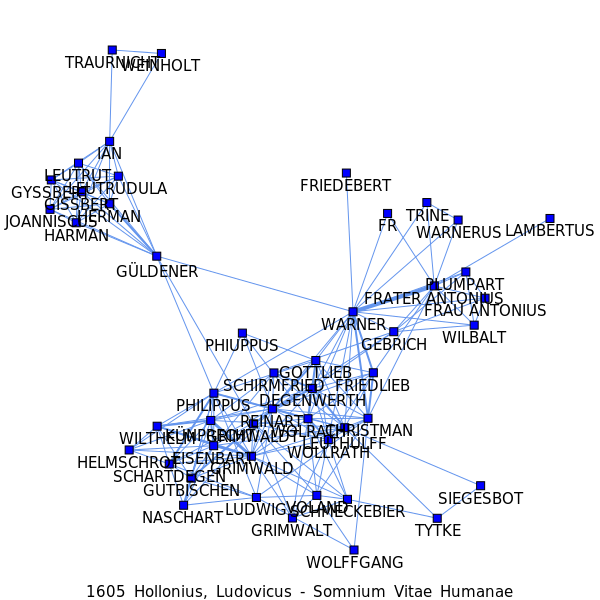 TRAURNICHT
WEINHOLT
IAN
LEUTRUT
LEUTRUDULA
GYSSBERT
GISSBERT
HERMAN
JOANNISCUS
HARMAN
GÜLDENER
FRIEDEBERT
TRINE
FR
WARNERUS
LAMBERTUS
PLUMPART
FRATER ANTONIUS
FRAU ANTONIUS
WARNER
WILBALT
GEBRICH
PHIUPPUS
GOTTLIEB
SCHIRMFRIED
FRIEDLIEB
DEGENWERTH
PHILIPPUS
REINART
WOLRATH
CHRISTMAN
WILTHELM
GRIMWALDT
LEUTHULFF
WOLLRATH
HELMSCHROT
EISENBART
GRIMWALD
SCHARTDEGEN
GUTBISCHEN
SIEGESBOT
LUDWIG
VOLAND
SCHMECKEBIER
NASCHART
GRIMWALT
TYTKE
WOLFFGANG
1605 Hollonius, Ludovicus - Somnium Vitae Humanae